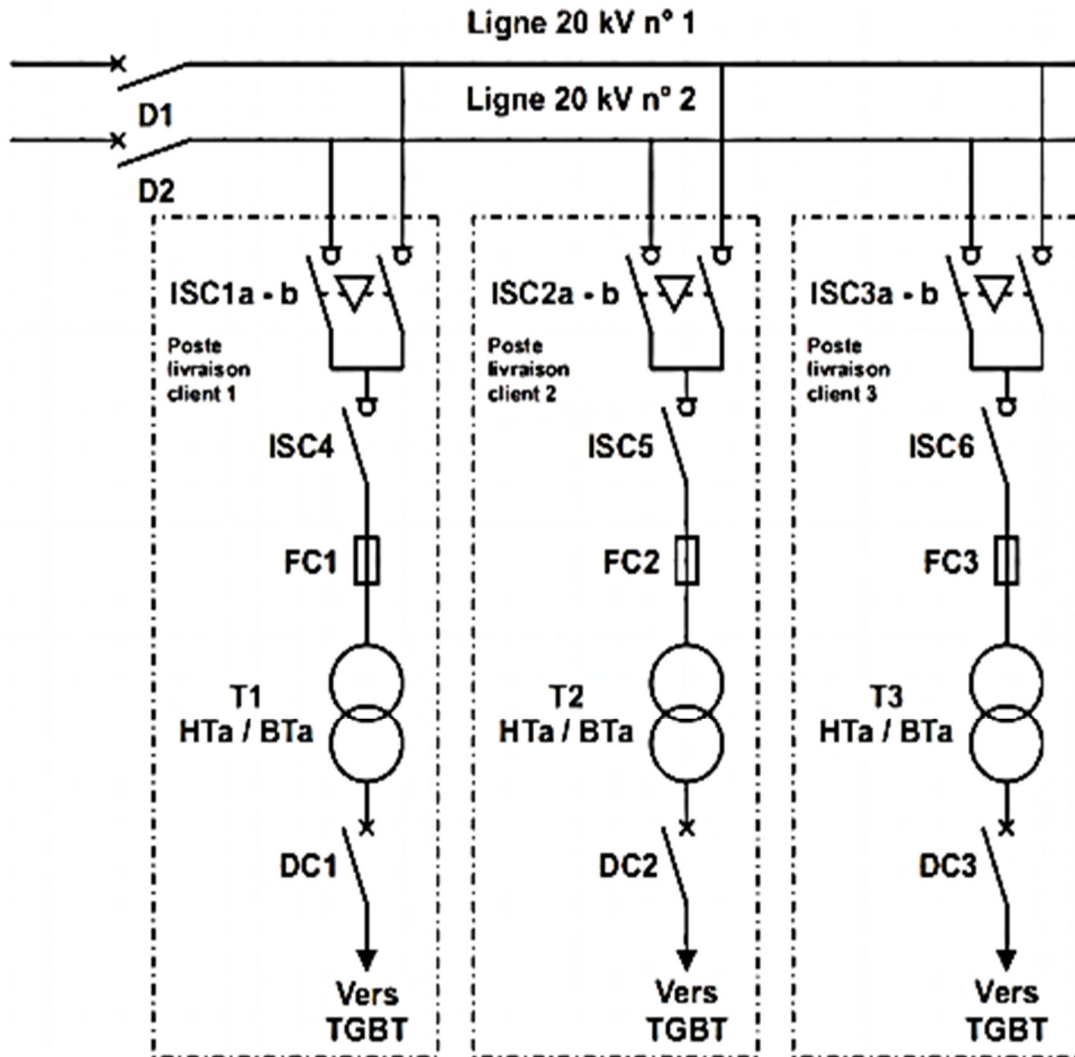 Ligne 20 kV n° 1
D1
Ligne 20 kV n° 2
D2
ISC1a - b
Poste
livraison
client 1
ISC4
FC1
T1
HTa / BTa
DC1
Vers
TGBT
ISC2a - b
Poste
livraison
client 2
ISC5
FC2
T2
HTa / BTa
DC2
Vers
TGBT
ISC3a - b
Poste
livraison
client 3
ISC6
FC3
T3
HTa / BTa
DC3
Vers
TGBT